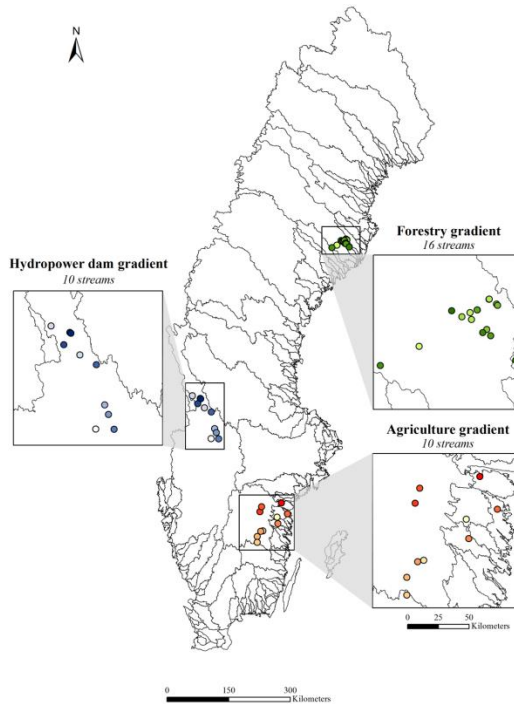 N
Forestry gradient
16 streams
Hydropower dam gradient
10 streams
Agriculture gradient
10 streams
0 25 50
Kilometers
0 150 300
Kilometers